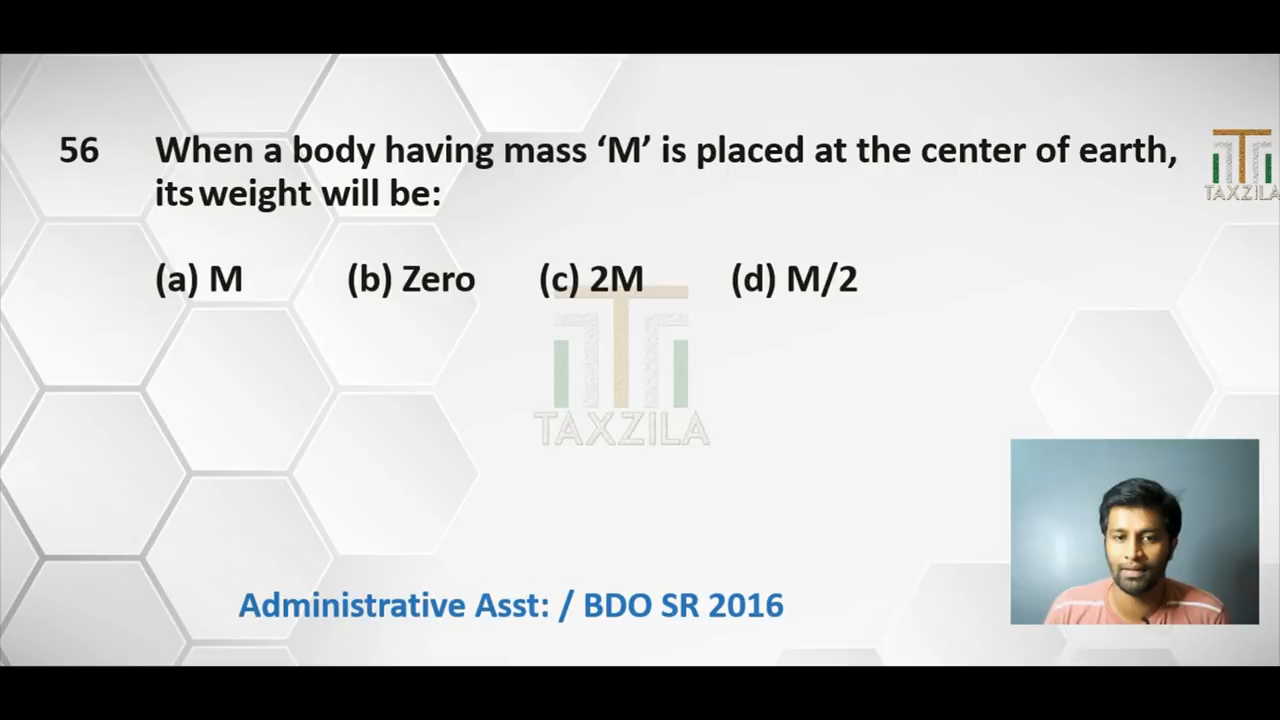 56 When a body having mass ‘M’ is placed at the center of earth,
its weight will be:
TAXZILA
(a) M (b) Zero (c) 2M (d) M/2
TAXZILA
Administrative Asst: / BDO SR 2016